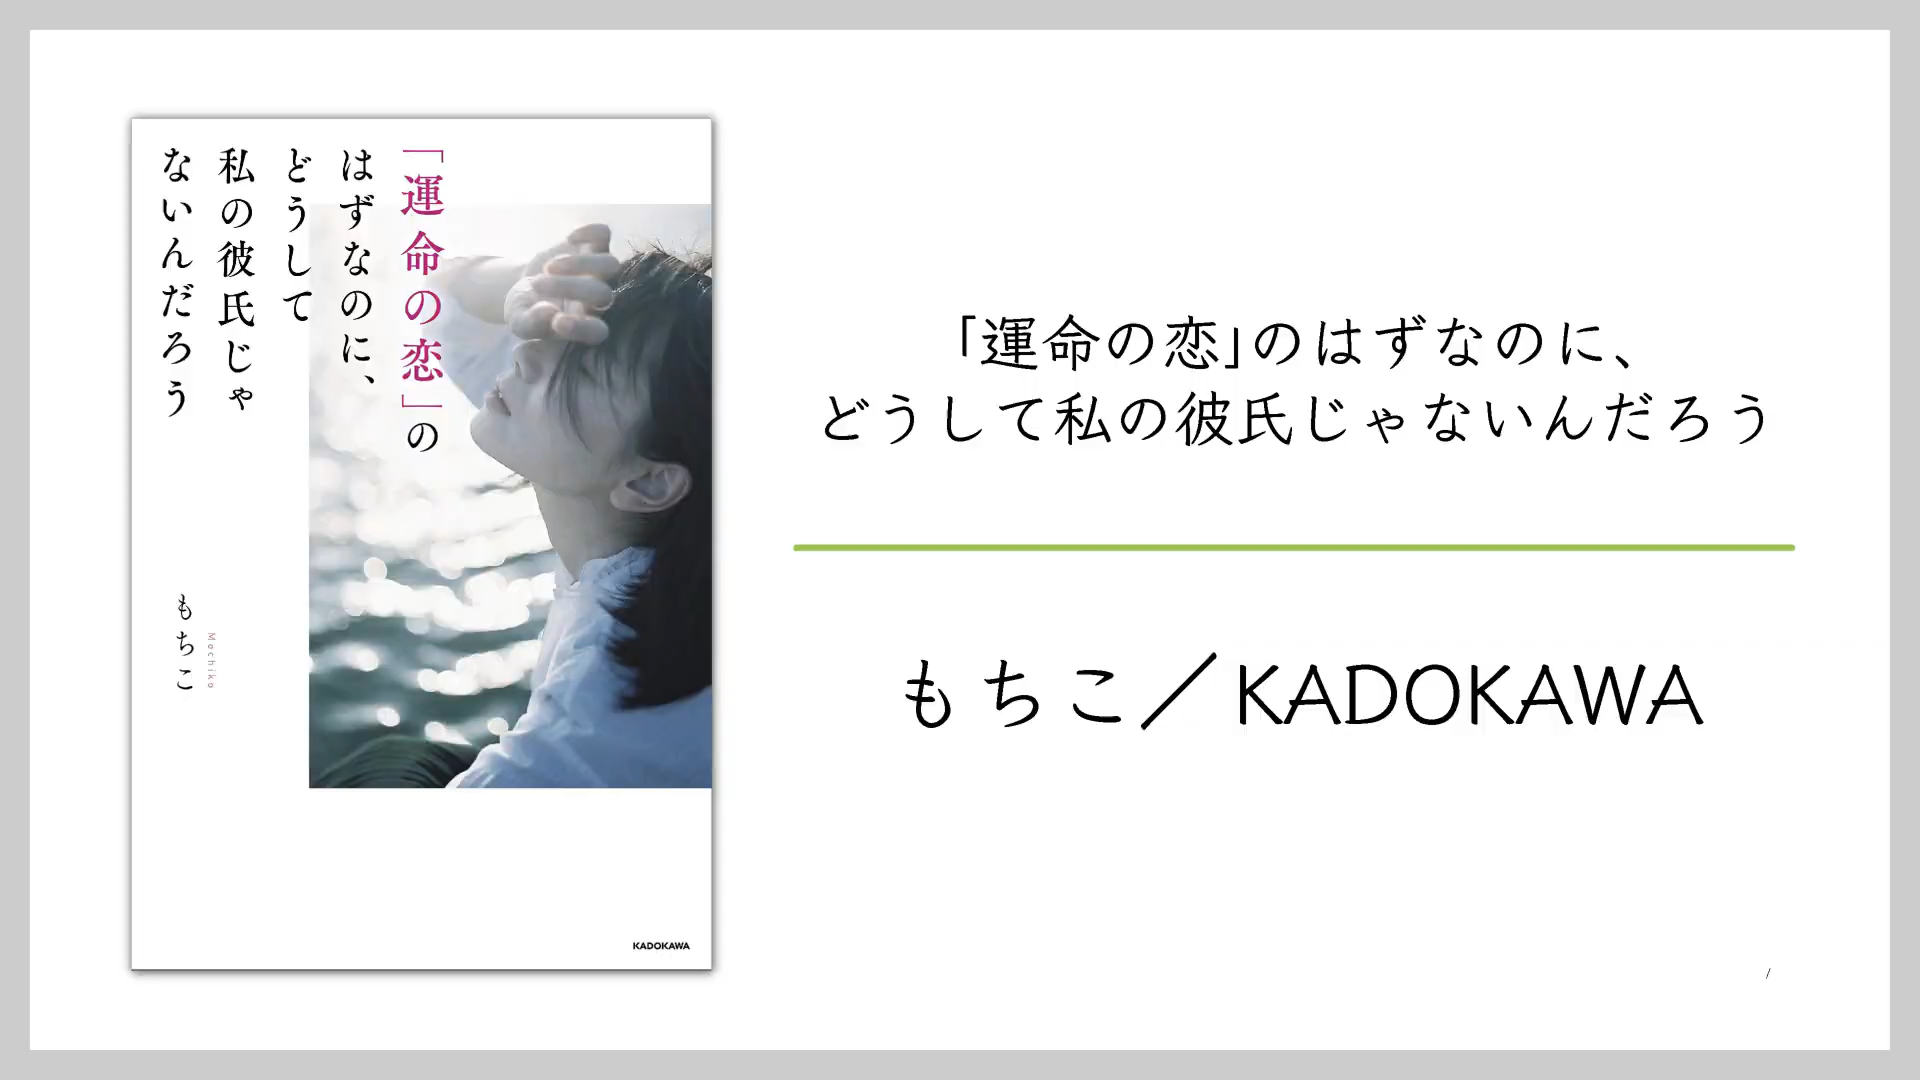 「運命の恋」の
はずなのに、
どうして
私の彼氏じゃ
ないんだろう
もちこ
Mochiko
KADOKAWA
「運命の恋」のはずなのに、
どうして私の彼氏じゃないんだろう
もちこ／KADOKAWA
/